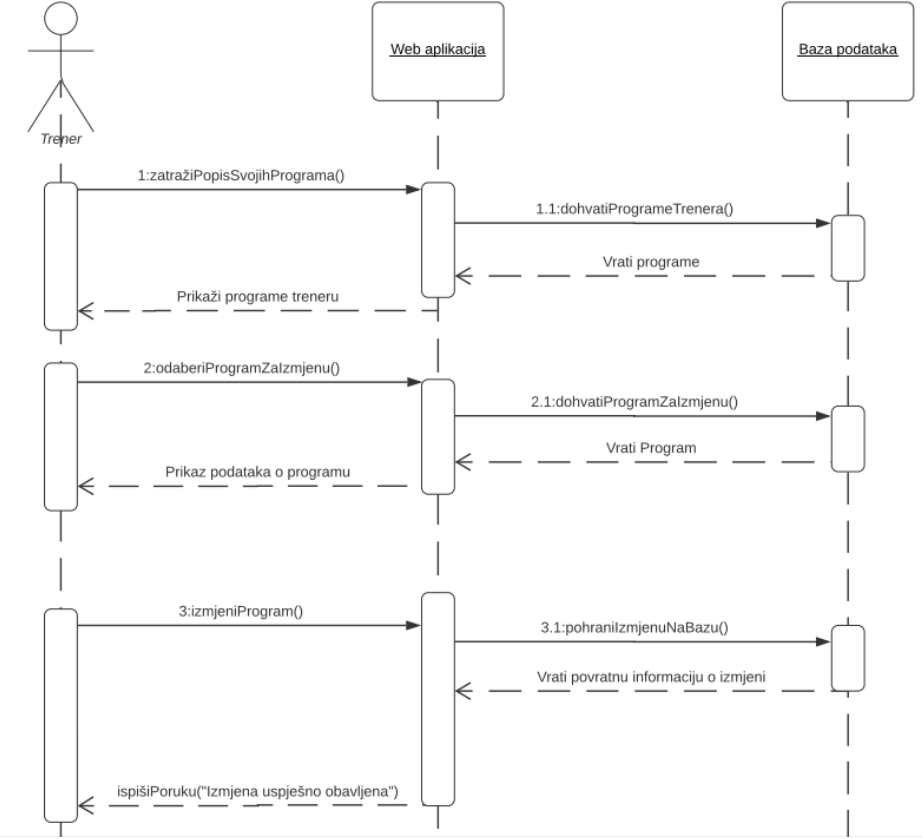 Web aplikacija
Baza podataka
Trener
1:zatražiPopisSvojihPrograma()
1.1:dohvatiProgrameTrenera()
Vrati programe
Prikaži programe treneru
2:odaberiProgramZaIzmjenu()
2.1:dohvatiProgramZaIzmjenu()
Vrati Program
Prikaz podataka o programu
3:izmjeniProgram()
3.1:pohraniIzmjenuNaBazu()
Vrati povratnu informaciju o izmjeni
ispišiPoruku("Izmjena uspješno obavljena")